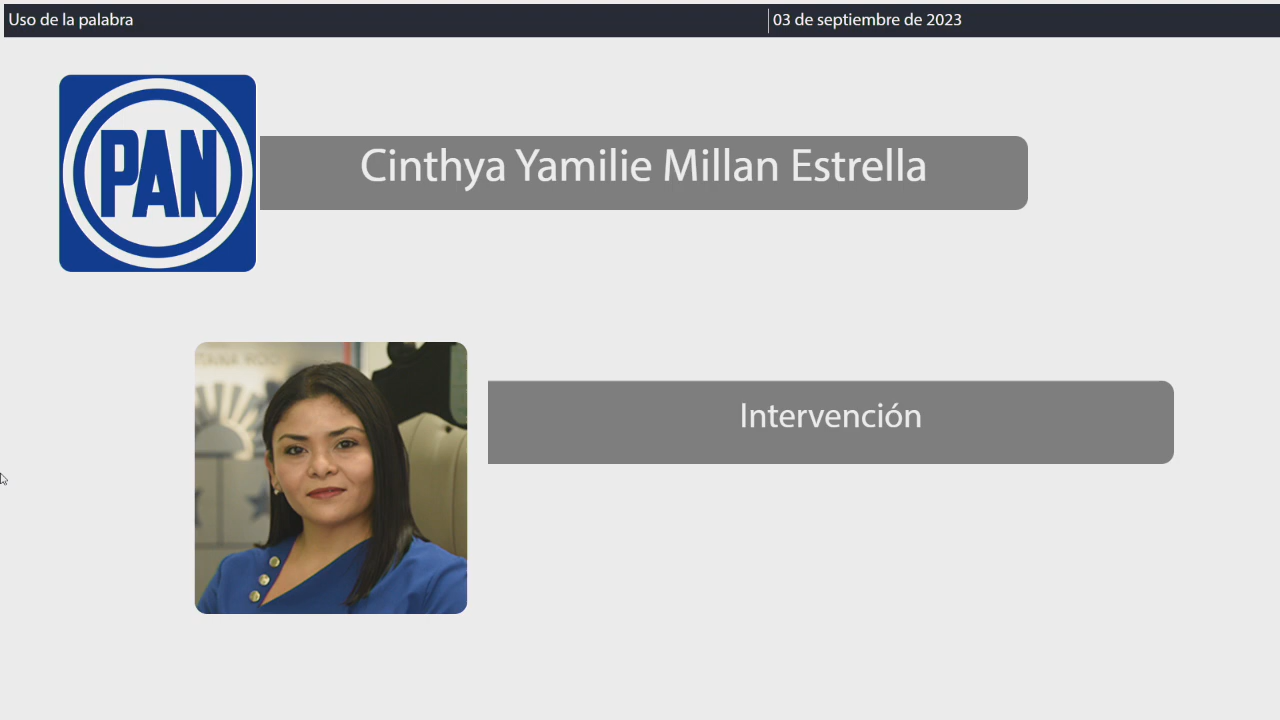 Uso de la palabra
03 de septiembre de 2023
PAN
Cinthya Yamilie Millan Estrella
Intervención